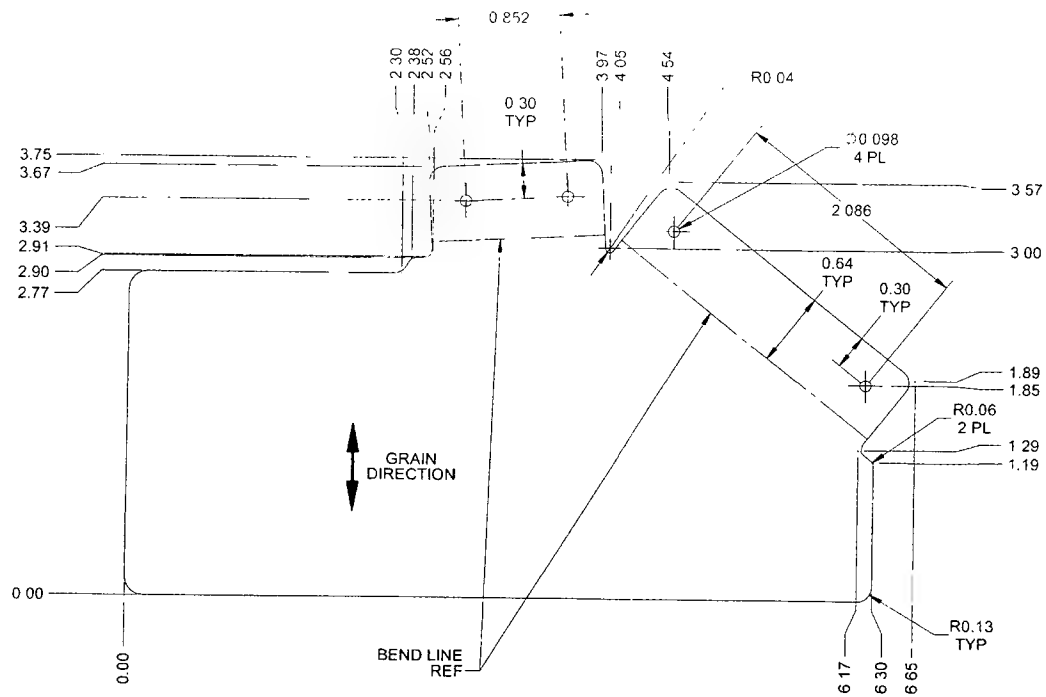 0.852
2.30
2.38
2.52
2.56
3.97
4.05
4.54
R0.04
0.30
TYP
Ø0.098
4 PL
3.75
3.67
3.57
3.39
2.086
2.91
2.90
2.77
3.00
0.64
TYP
0.30
TYP
1.89
1.85
R0.06
2 PL
1.29
1.19
GRAIN
DIRECTION
0.00
0.00
BEND LINE
REF
6.17
6.30
6.65
R0.13
TYP